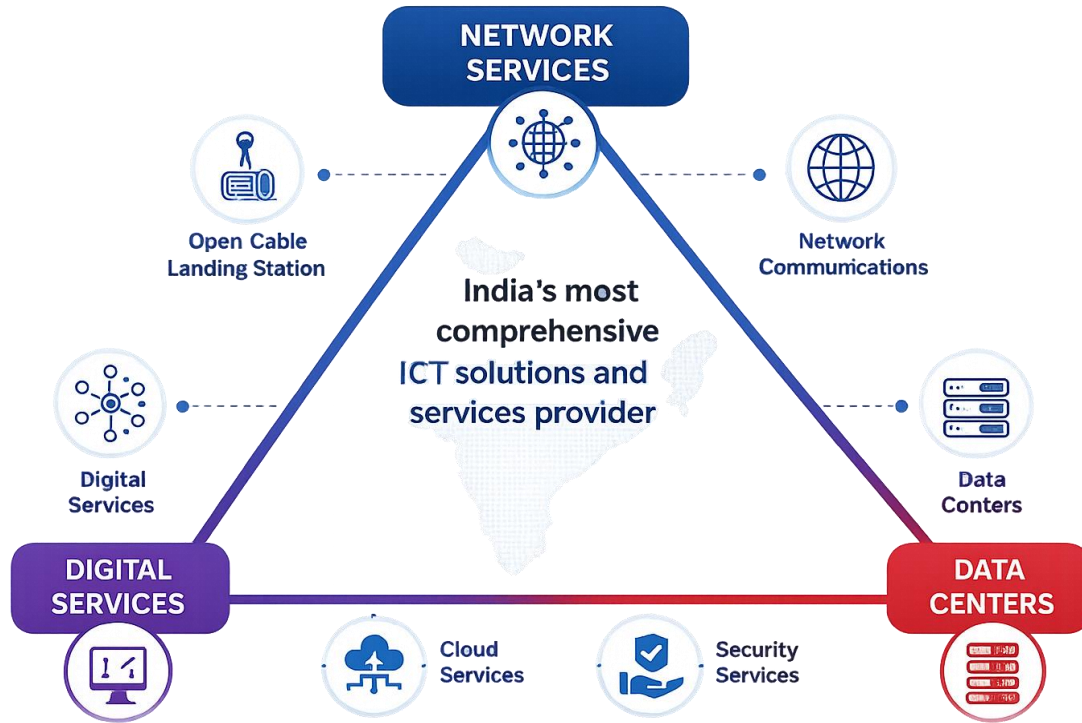 NETWORK
SERVICES
Open Cable
Landing Station
Network
Communications
India's most
comprehensive
ICT solutions and
services provider
Digital
Services
Data
Conters
DIGITAL
SERVICES
DATA
CENTERS
Cloud
Services
Security
Services